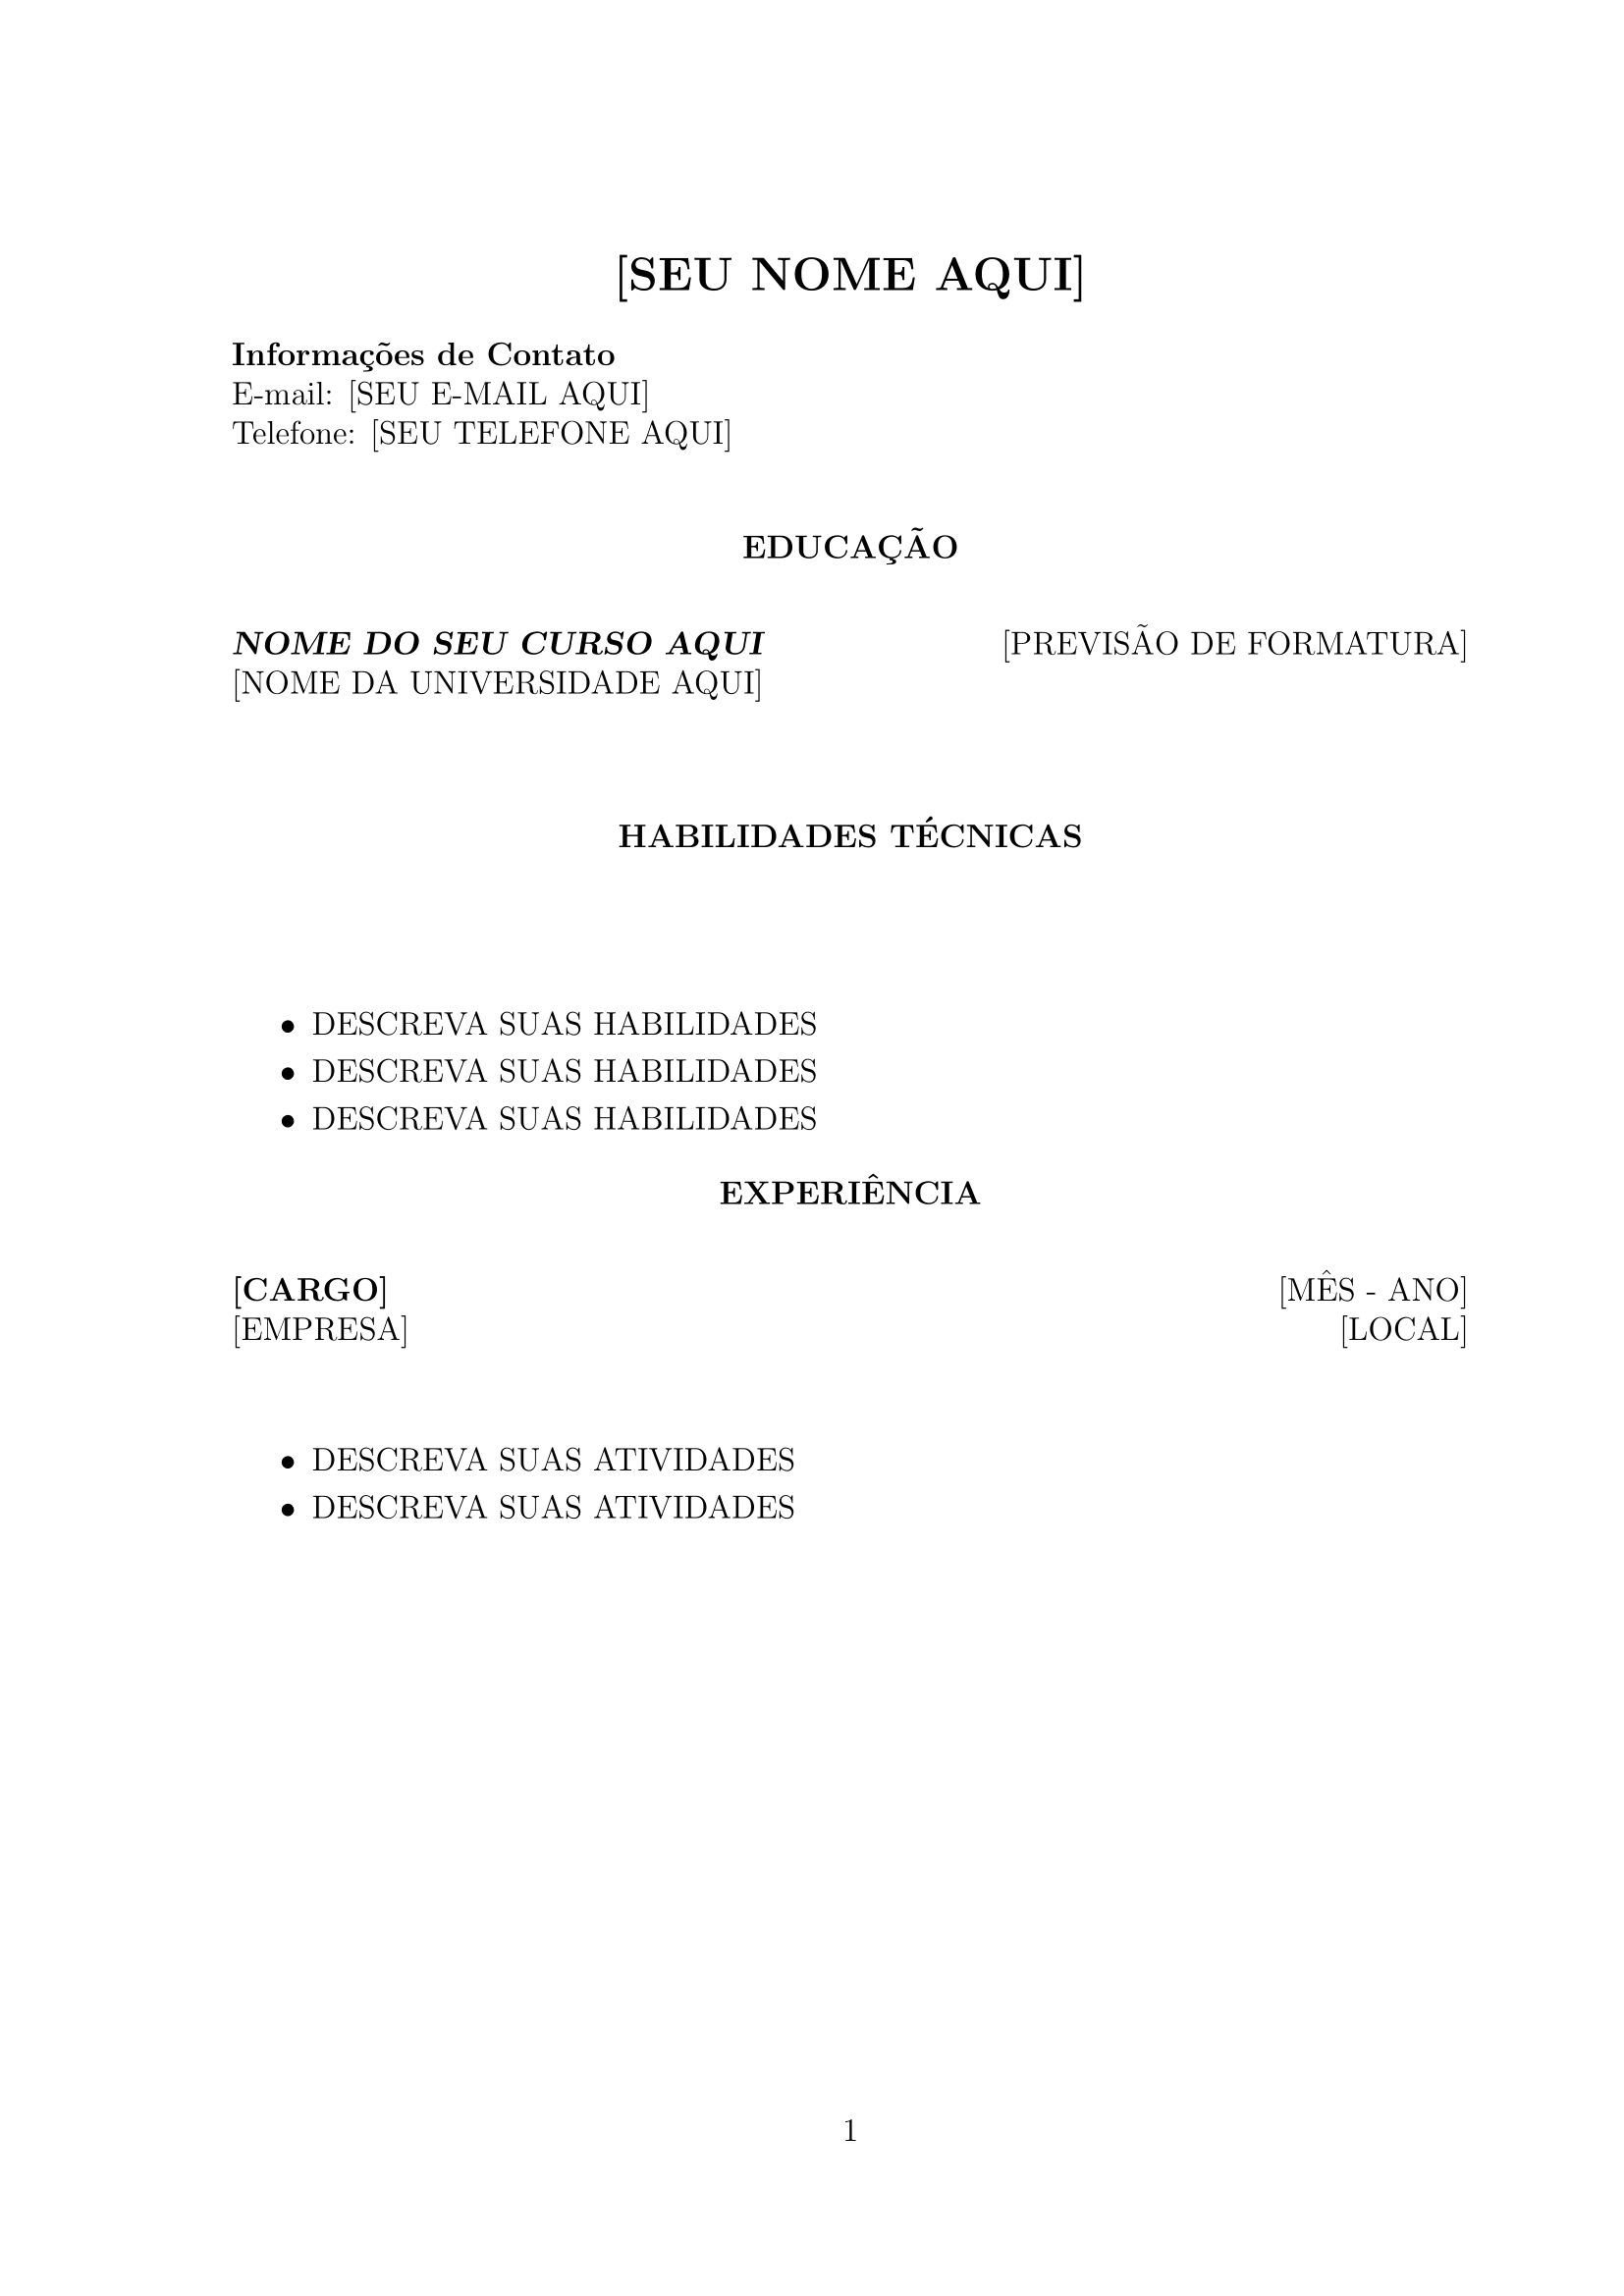 [SEU NOME AQUI]
Informações de Contato
E-mail: [SEU E-MAIL AQUI]
Telefone: [SEU TELEFONE AQUI]
EDUCAÇÃO
NOME DO SEU CURSO AQUI [PREVISÃO DE FORMATURA]
[NOME DA UNIVERSIDADE AQUI]
HABILIDADES TÉCNICAS
• DESCREVA SUAS HABILIDADES
• DESCREVA SUAS HABILIDADES
• DESCREVA SUAS HABILIDADES
EXPERIÊNCIA
[CARGO] [MÊS - ANO]
[EMPRESA] [LOCAL]
• DESCREVA SUAS ATIVIDADES
• DESCREVA SUAS ATIVIDADES
1